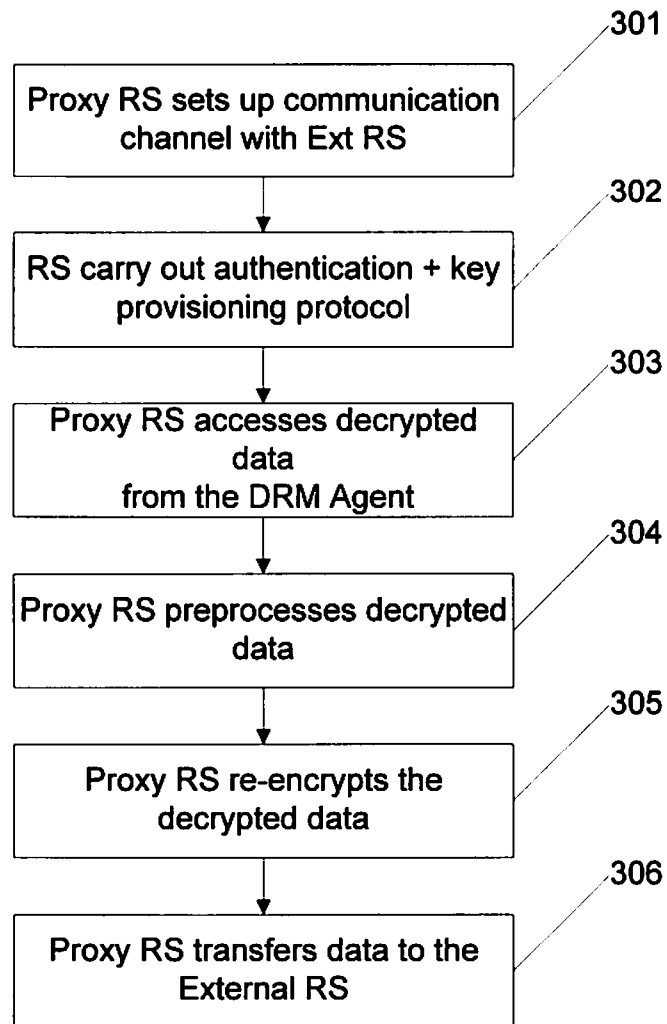 301
Proxy RS sets up communication
channel with Ext RS
302
RS carry out authentication + key
provisioning protocol
303
Proxy RS accesses decrypted
data
from the DRM Agent
304
Proxy RS preprocesses decrypted
data
305
Proxy RS re-encrypts the
decrypted data
306
Proxy RS transfers data to the
External RS